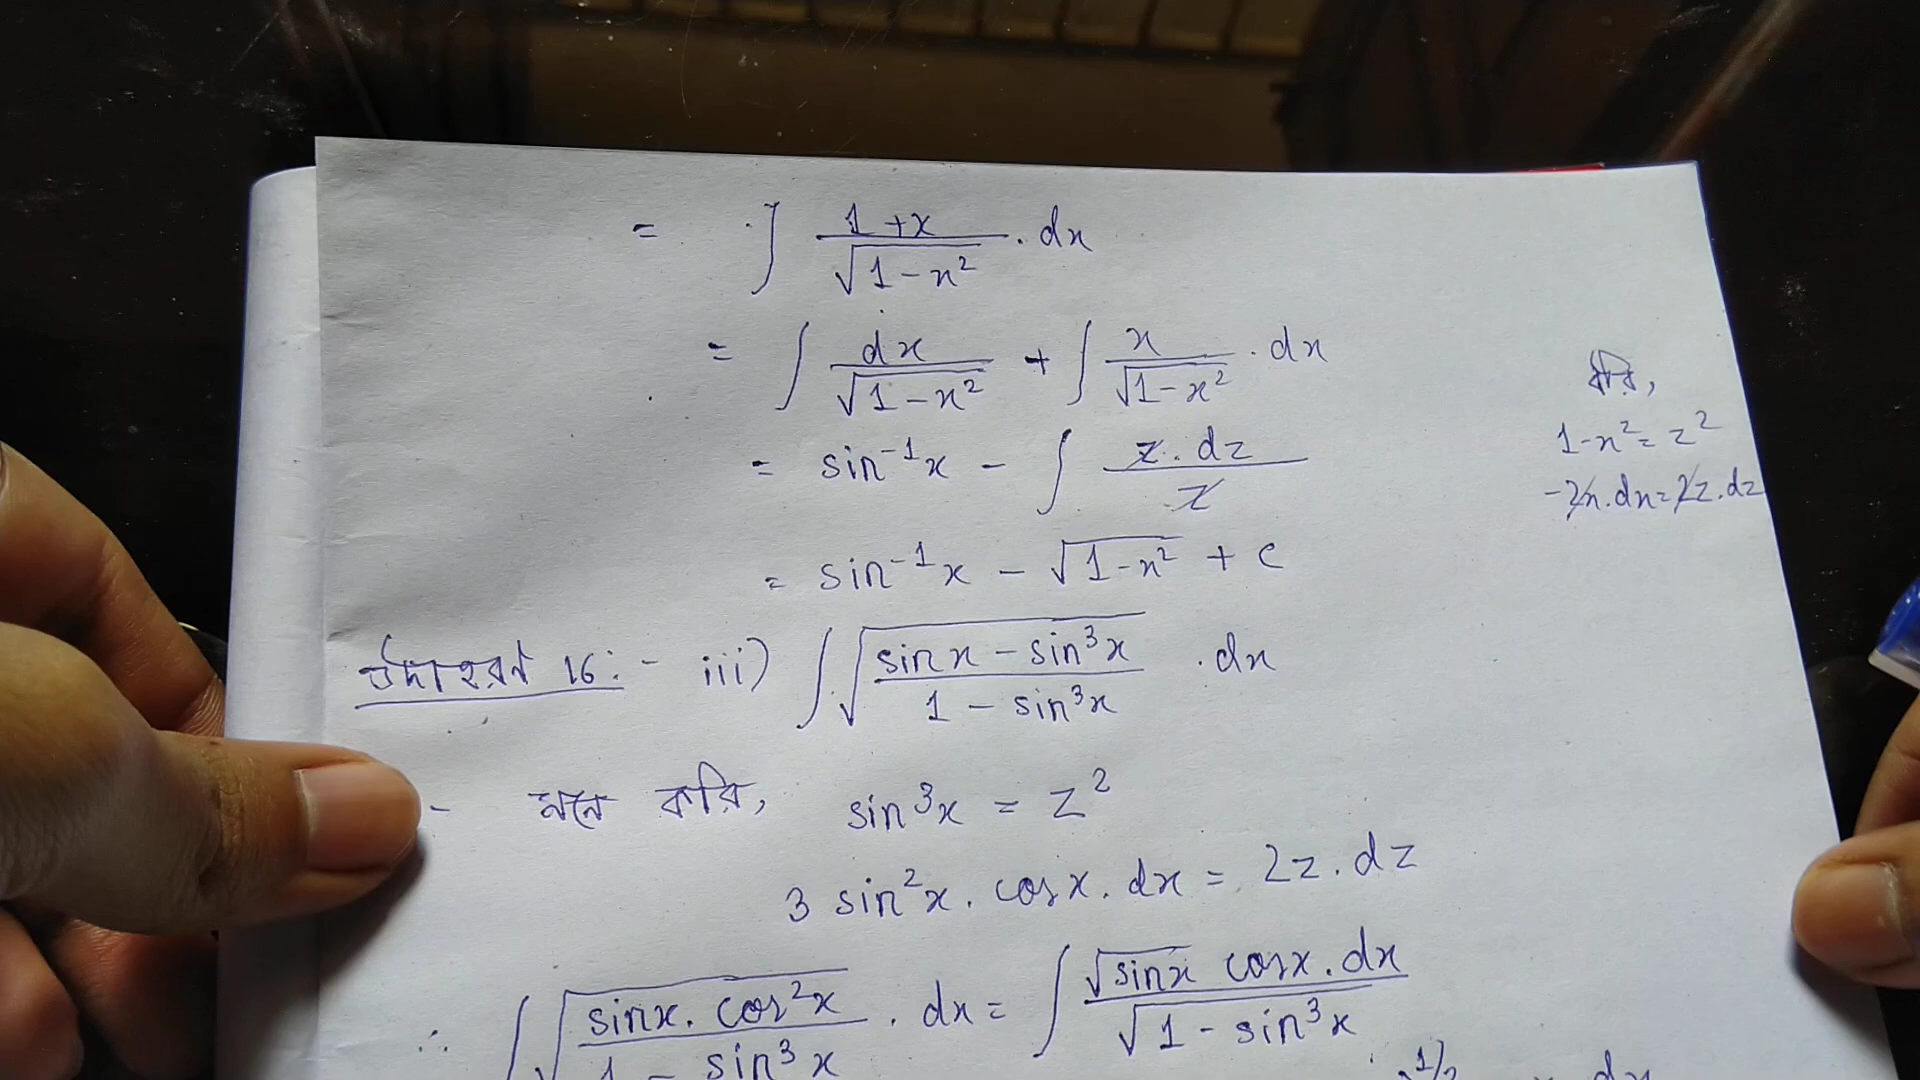 = ∫ (1+x)/√(1-x²) . dx
= ∫ dx/√(1-x²) + ∫ x/√(1-x²) . dx
ধরি,
1-x² = z²
-2x.dx = 2z.dz
= sin⁻¹x - ∫ z.dz/z
= sin⁻¹x - √(1-x²) + c
উদাহরণ 16:- iii) ∫ √((sinx - sin³x)/(1 - sin³x)) . dx
- মনে করি, sin³x = z²
3 sin²x . cosx . dx = 2z . dz
∴ ∫ √((sinx . cos²x)/(1 - sin³x)) . dx = ∫ (√sinx cosx . dx)/√(1 - sin³x)